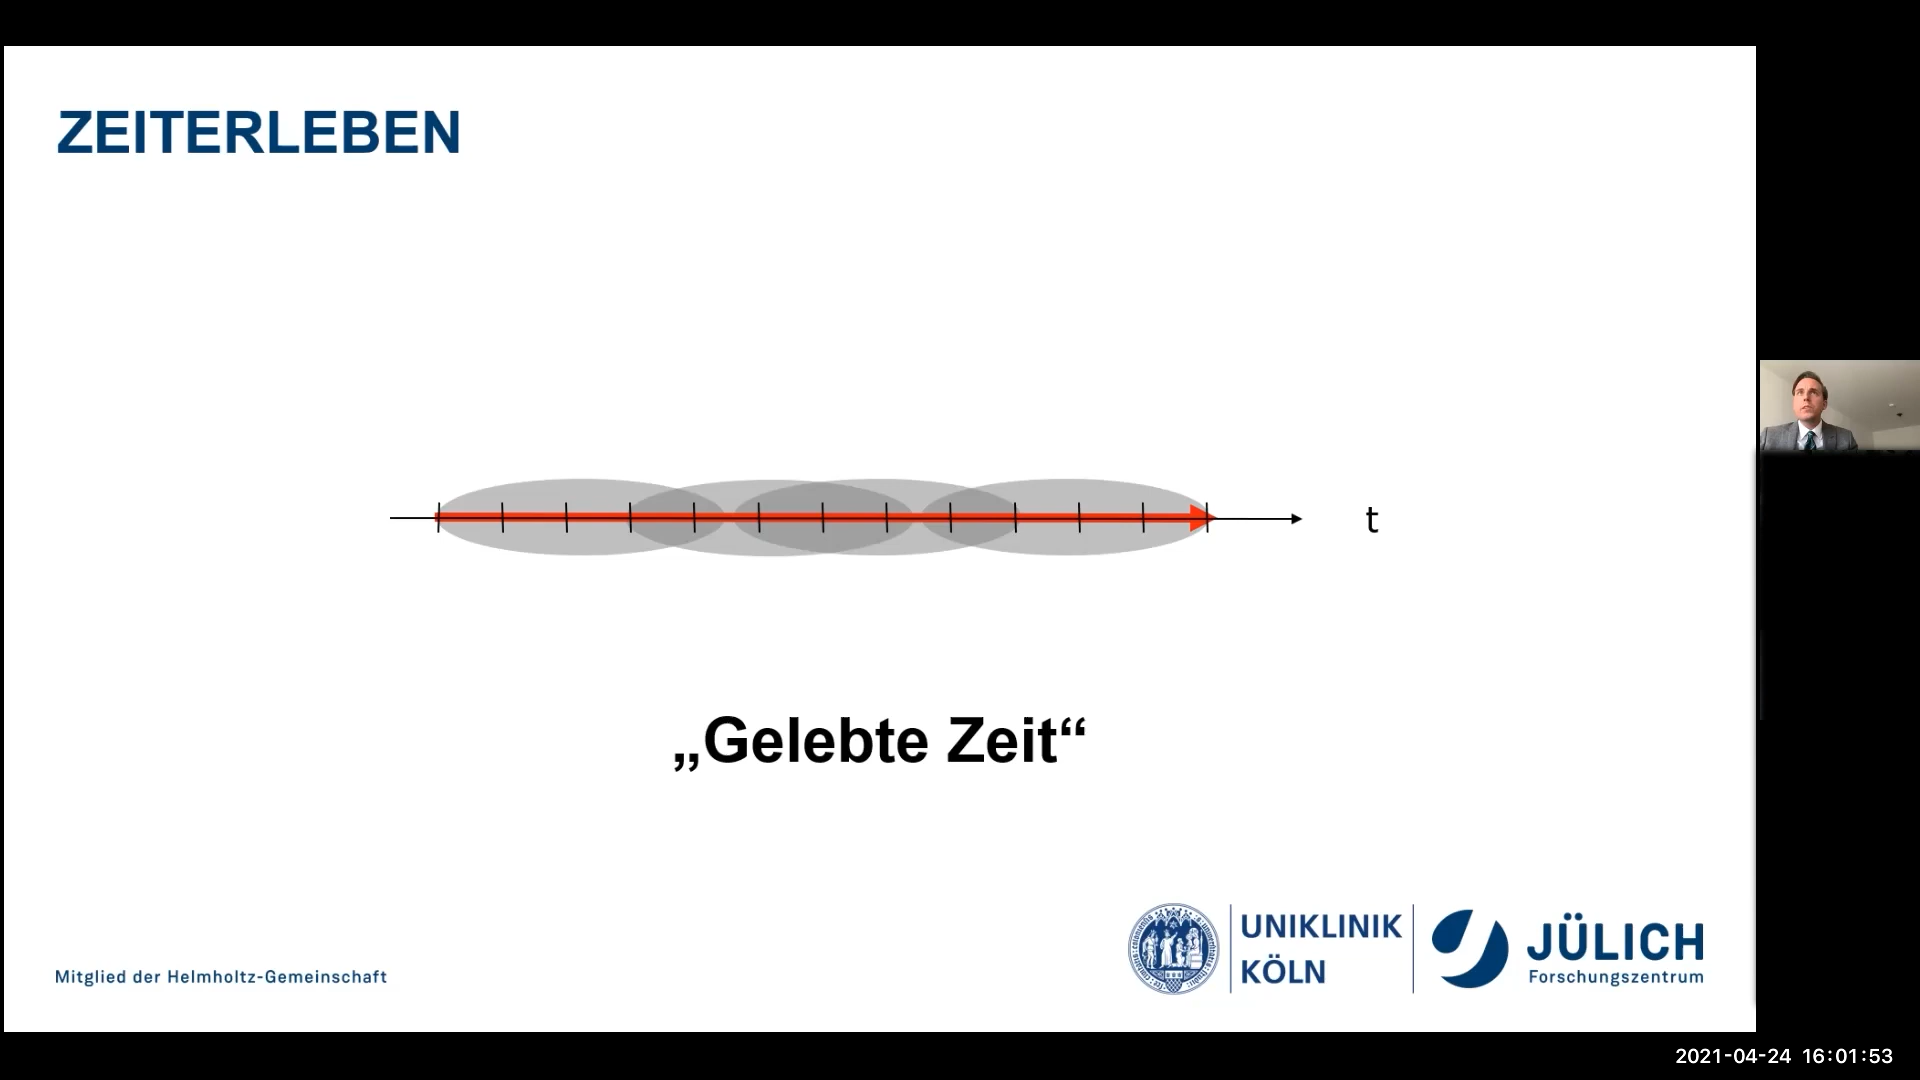 ZEITERLEBEN
t
„Gelebte Zeit“
Mitglied der Helmholtz-Gemeinschaft
UNIKLINIK
KÖLN
JÜLICH
Forschungszentrum
2021-04-24 16:01:53